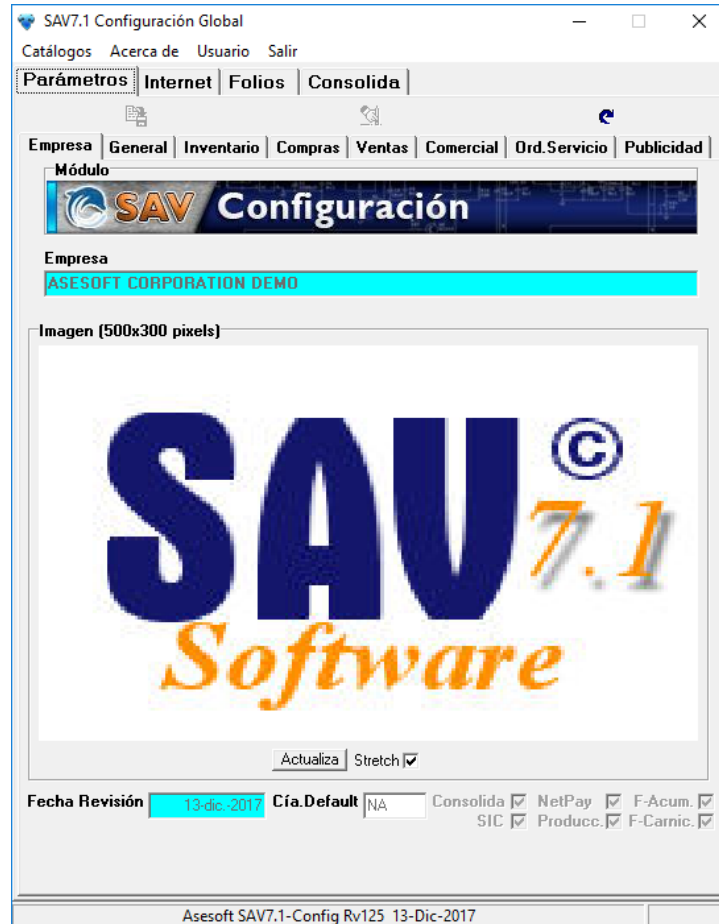 SAV7.1 Configuración Global
Catálogos Acerca de Usuario Salir
Parámetros Internet Folios Consolida
Empresa General Inventario Compras Ventas Comercial Ord.Servicio Publicidad
Módulo
SAV Configuración
Empresa
ASESOFT CORPORATION DEMO
Imagen (500x300 pixels)
SAV © 7.1
Software
Actualiza Stretch
Fecha Revisión 13-dic.-2017 Cía.Default NA Consolida NetPay F-Acum.
SIC Producc. F-Carnic.
Asesoft SAV7.1-Config Rv125 13-Dic-2017